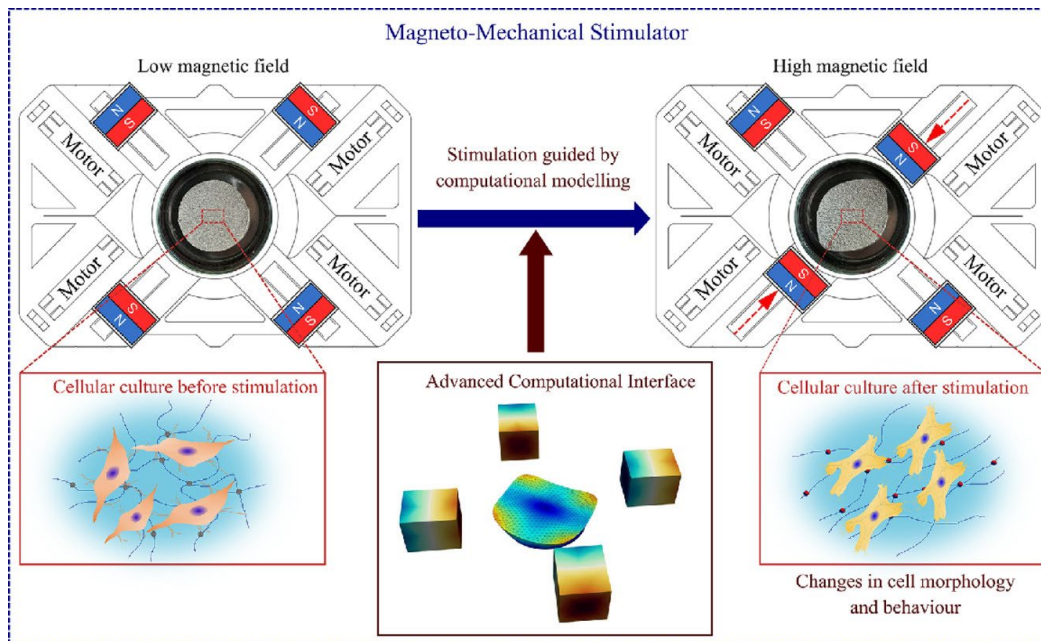 Magneto-Mechanical Stimulator
Low magnetic field
N
S
S
N
Motor
Motor
Motor
Motor
S
N
N
S
Cellular culture before stimulation
Stimulation guided by
computational modelling
Advanced Computational Interface
High magnetic field
N
S
S
N
Motor
Motor
Motor
Motor
S
N
N
S
Cellular culture after stimulation
Changes in cell morphology
and behaviour